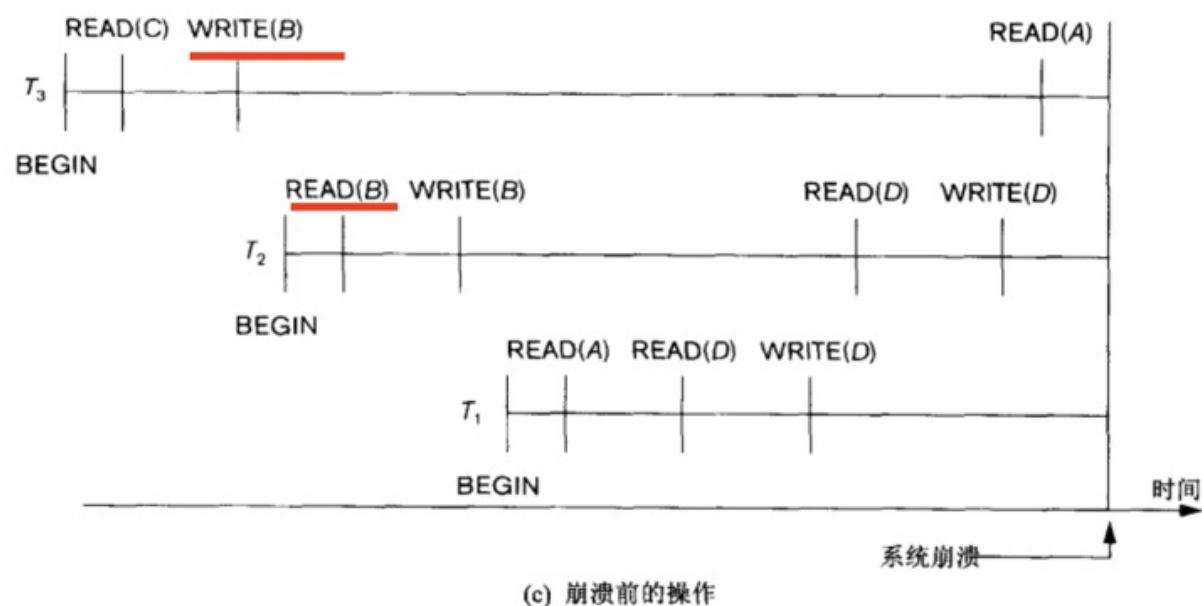 READ(C) WRITE(B) READ(A)
T₃
BEGIN
READ(B) WRITE(B) READ(D) WRITE(D)
T₂
BEGIN
READ(A) READ(D) WRITE(D)
T₁
BEGIN
时间
系统崩溃
(c) 崩溃前的操作